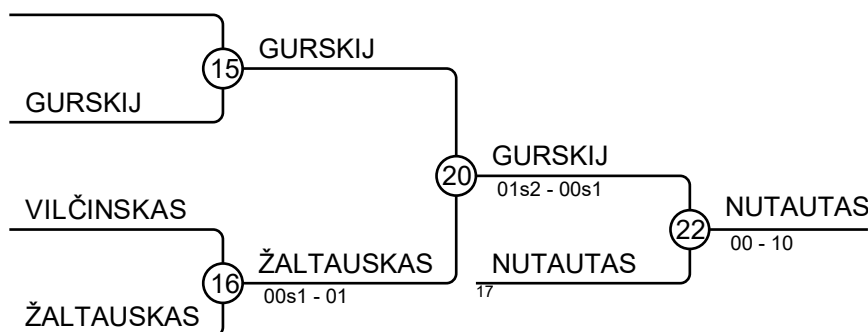 GURSKIJ
15
GURSKIJ
GURSKIJ
20
01s2 - 00s1
VILČINSKAS
NUTAUTAS
22
00 - 10
ŽALTAUSKAS
16
00s1 - 01
NUTAUTAS
17
ŽALTAUSKAS